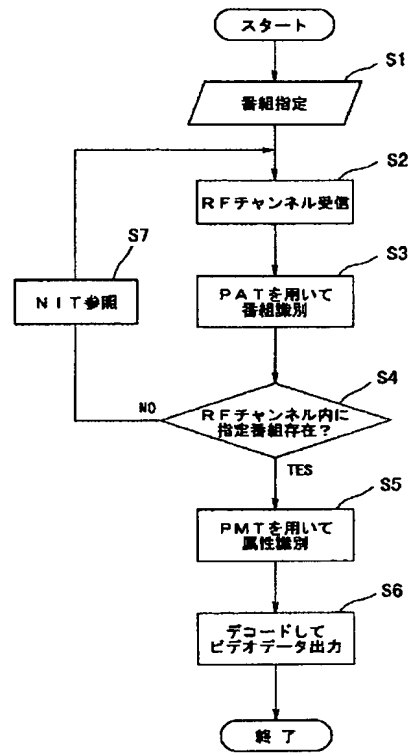 スタート
S1
番組指定
S2
RFチャンネル受信
S7
NIT参照
S3
PATを用いて
番組識別
S4
NO
RFチャンネル内に
指定番組存在?
TES
S5
PMTを用いて
属性識別
S6
デコードして
ビデオデータ出力
終了